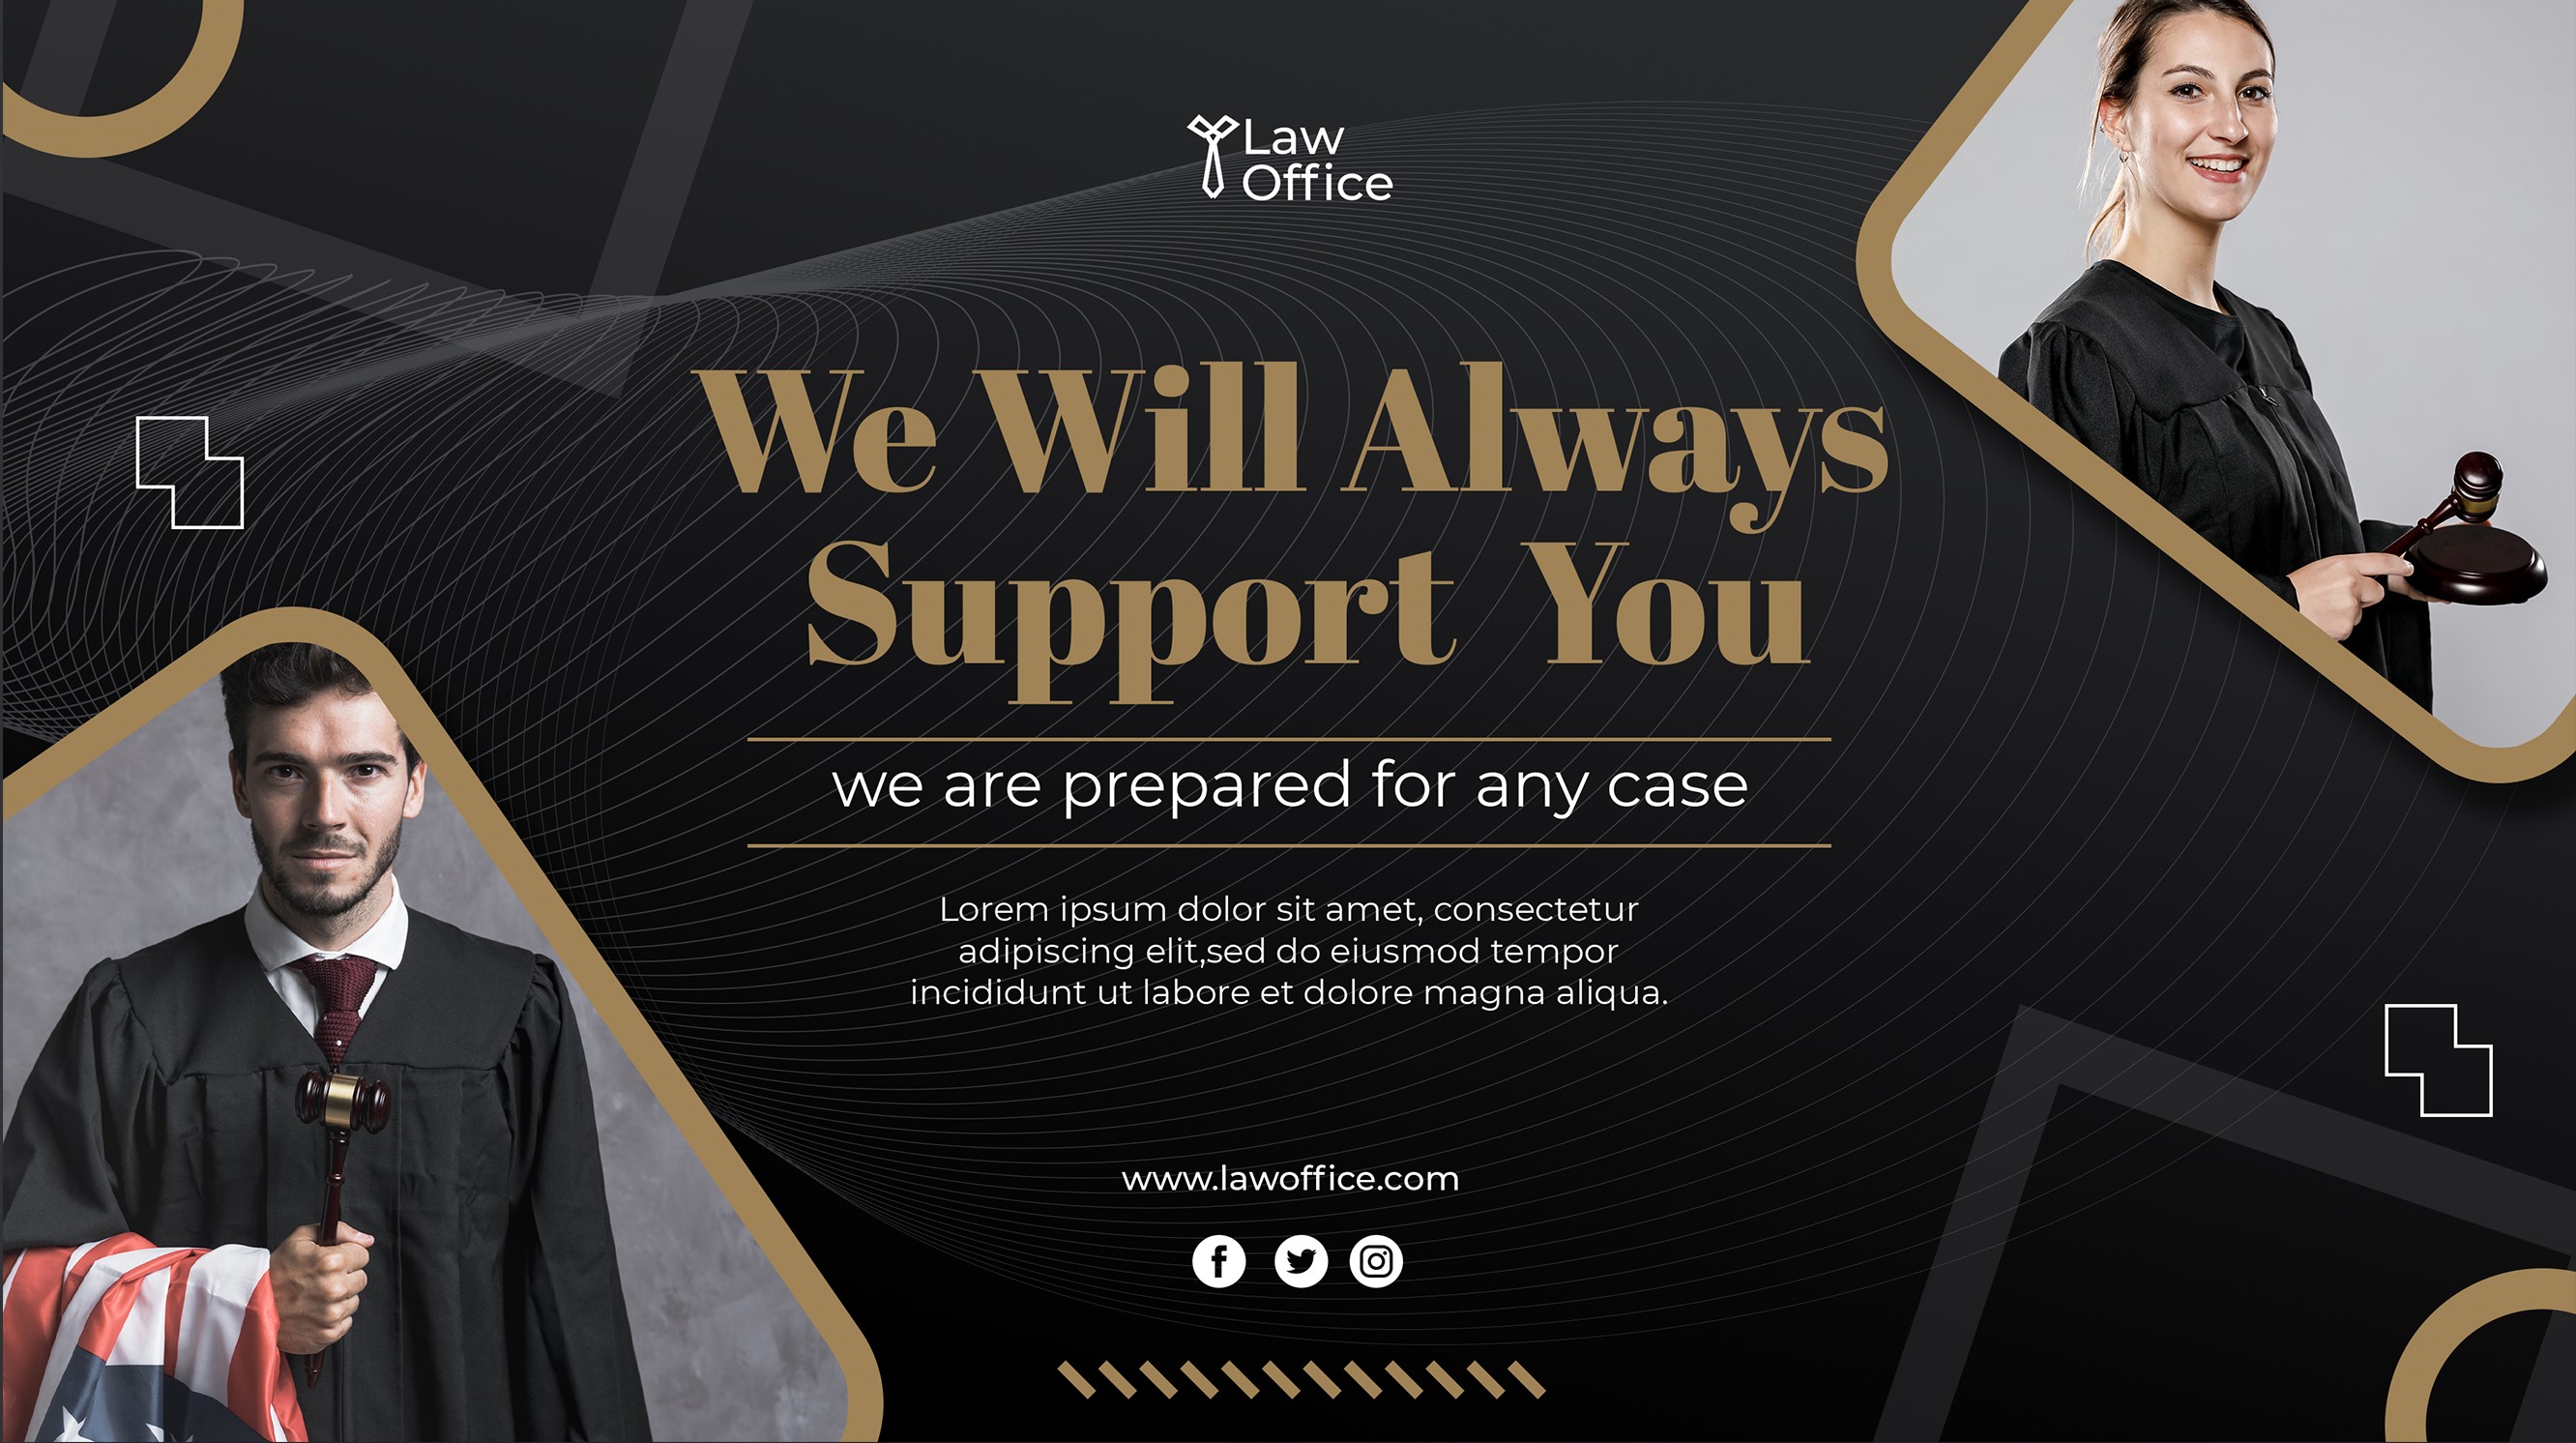 Law
Office
We Will Always
Support You
we are prepared for any case
Lorem ipsum dolor sit amet, consectetur
adipiscing elit,sed do eiusmod tempor
incididunt ut labore et dolore magna aliqua.
www.lawoffice.com